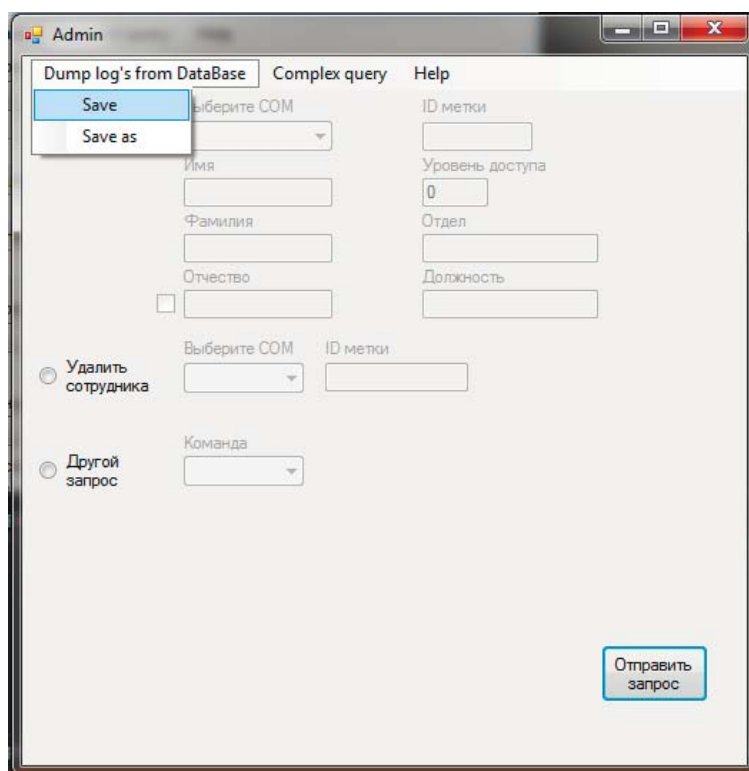 Admin
Dump log's from DataBase Complex query Help
Save
Save as
ыберите COM ID метки
Имя Уровень доступа
0
Фамилия Отдел
Отчество Должность
Выберите COM ID метки
Удалить
сотрудника
Команда
Другой
запрос
Отправить
запрос